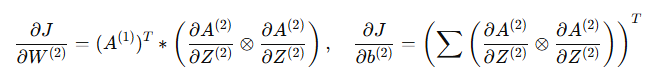 ∂J/∂W⁽²⁾ = (A⁽¹⁾)ᵀ * (∂A⁽²⁾/∂Z⁽²⁾ ⊗ ∂A⁽²⁾/∂Z⁽²⁾), ∂J/∂b⁽²⁾ = (∑ (∂A⁽²⁾/∂Z⁽²⁾ ⊗ ∂A⁽²⁾/∂Z⁽²⁾))ᵀ